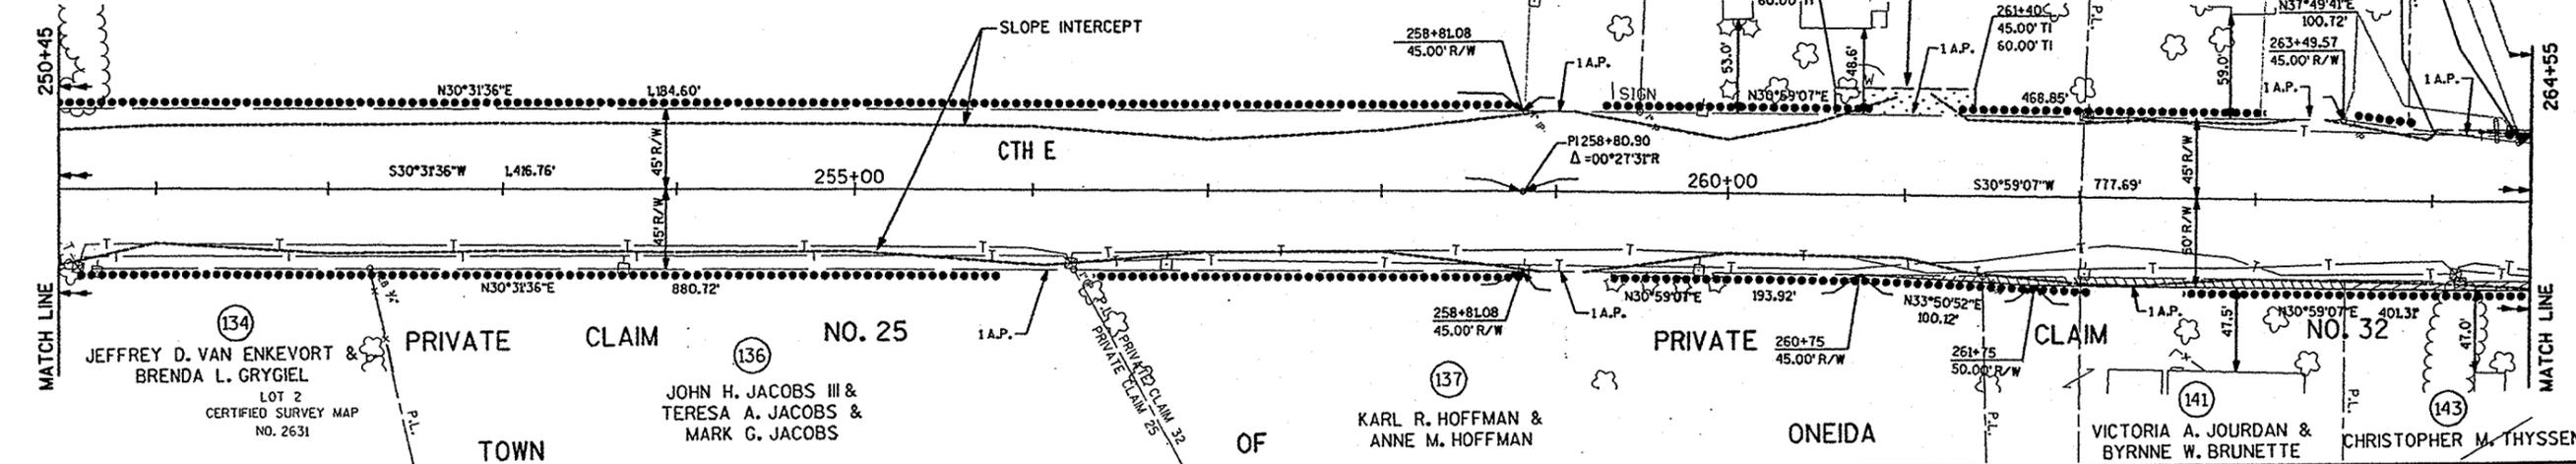 250+45
MATCH LINE
SLOPE INTERCEPT
N30°31'36"E 1,184.60'
45' R/W
45' R/W
CTH E
S30°31'36"W 1,416.76'
255+00
258+81.08
45.00' R/W
1 A.P.
SIGN
53.0'
N30°59'07"E
48.6'
1 A.P.
261+40
45.00' TI
60.00' TI
468.85'
P.L.
59.0'
N37°49'41"E
100.72'
263+49.57
45.00' R/W
1 A.P.
1 A.P.
264+55
MATCH LINE
PI 258+80.90
Δ =00°27'31"R
260+00
S30°59'07"W 777.69'
45' R/W
50' R/W
N30°31'36"E 880.72'
1 A.P.
258+81.08
45.00' R/W
1 A.P.
N30°59'07"E 193.92'
N33°50'52"E
100.12'
260+75
45.00' R/W
261+75
50.00' R/W
1 A.P.
47.5'
N30°59'07"E 401.31'
47.0'
PRIVATE CLAIM NO. 25
PRIVATE CLAIM NO. 32
PRIVATE CLAIM 32
PRIVATE CLAIM 25
134
JEFFREY D. VAN ENKEVORT &
BRENDA L. GRYGIEL
LOT 2
CERTIFIED SURVEY MAP
NO. 2631
P.L.
136
JOHN H. JACOBS III &
TERESA A. JACOBS &
MARK G. JACOBS
137
KARL R. HOFFMAN &
ANNE M. HOFFMAN
P.L.
141
VICTORIA A. JOURDAN &
BYRNNE W. BRUNETTE
P.L.
143
CHRISTOPHER M. THYSSEN
TOWN OF ONEIDA